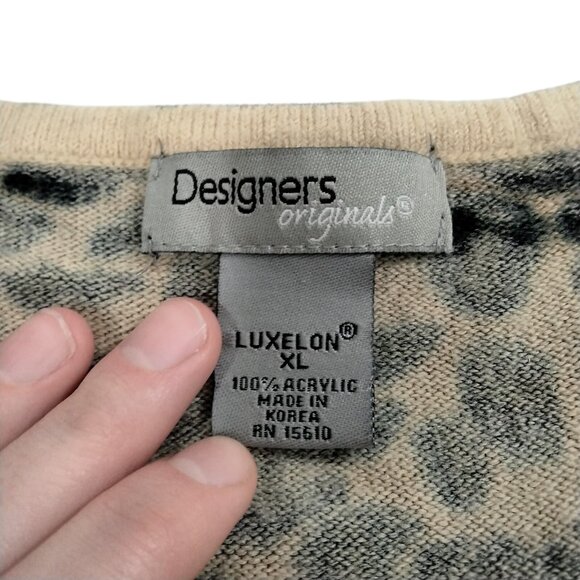 Designers
originals®
LUXELON®
XL
100% ACRYLIC
MADE IN
KOREA
RN 15610